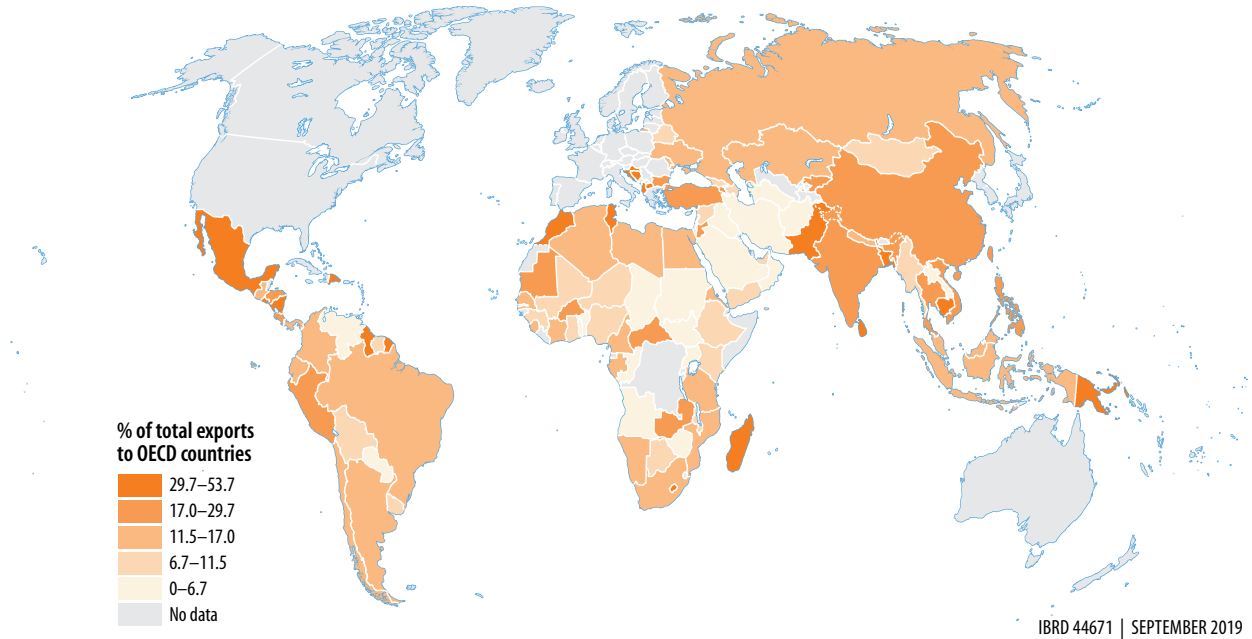 % of total exports
to OECD countries
29.7–53.7
17.0–29.7
11.5–17.0
6.7–11.5
0–6.7
No data
IBRD 44671 | SEPTEMBER 2019